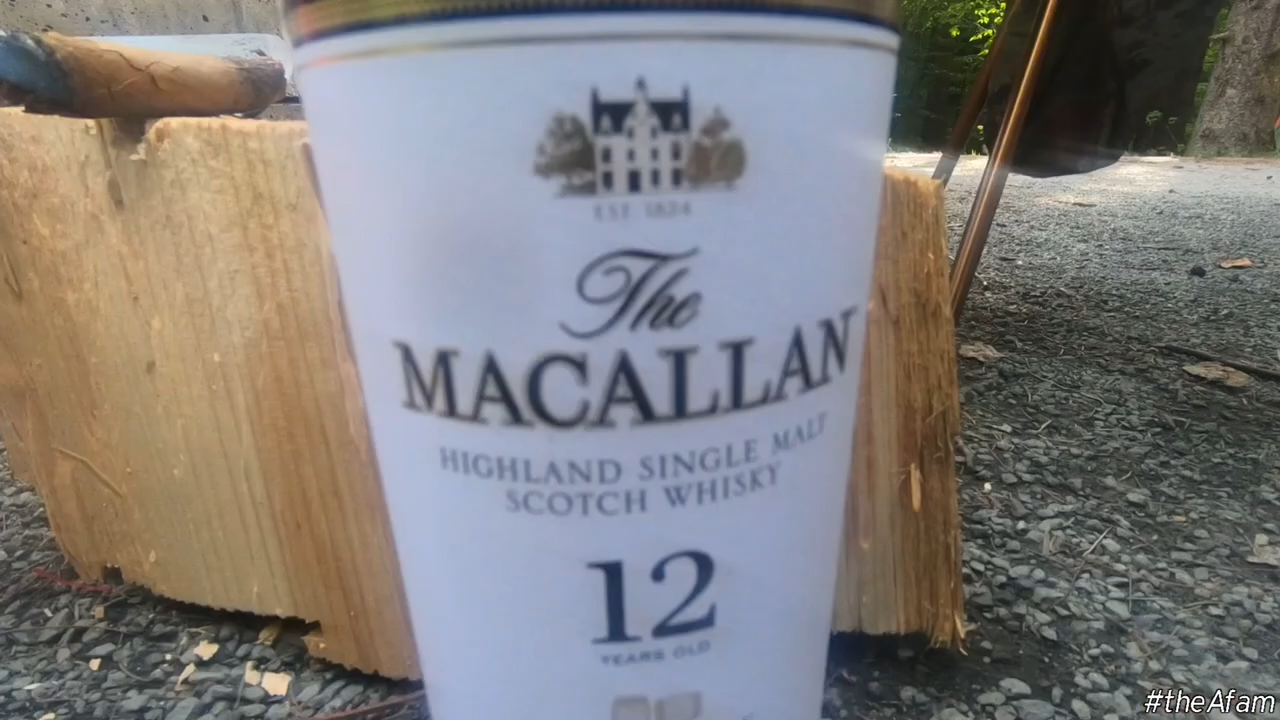 EST 1824
The
MACALLAN
HIGHLAND SINGLE MALT
SCOTCH WHISKY
12
YEARS OLD
#theAfam